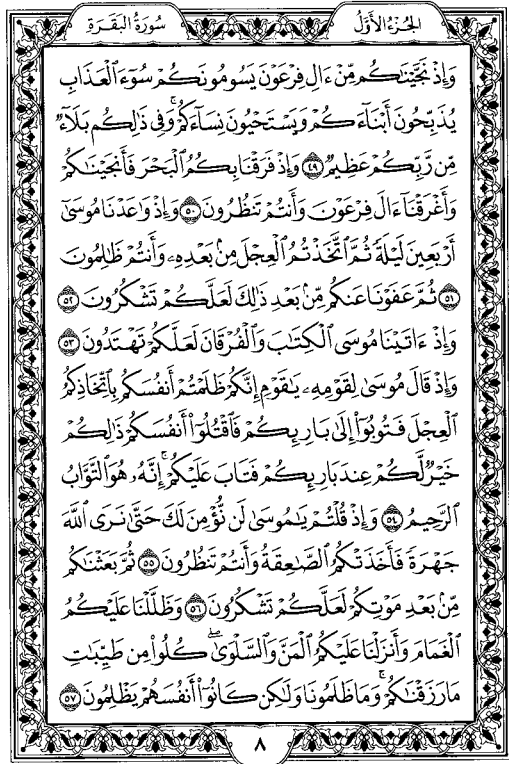 سُورَةُ البَقَرَةِ الجُزْءُ الأَوَّلُ
وَإِذْ نَجَّيْنَٰكُم مِّنْ ءَالِ فِرْعَوْنَ يَسُومُونَكُمْ سُوٓءَ ٱلْعَذَابِ
يُذَبِّحُونَ أَبْنَآءَكُمْ وَيَسْتَحْيُونَ نِسَآءَكُمْ ۚ وَفِى ذَٰلِكُم بَلَآءٌ
مِّن رَّبِّكُمْ عَظِيمٌ ٤٩ وَإِذْ فَرَقْنَا بِكُمُ ٱلْبَحْرَ فَأَنجَيْنَٰكُمْ
وَأَغْرَقْنَآ ءَالَ فِرْعَوْنَ وَأَنتُمْ تَنظُرُونَ ٥٠ وَإِذْ وَٰعَدْنَا مُوسَىٰٓ
أَرْبَعِينَ لَيْلَةً ثُمَّ ٱتَّخَذْتُمُ ٱلْعِجْلَ مِنۢ بَعْدِهِۦ وَأَنتُمْ ظَٰلِمُونَ
٥١ ثُمَّ عَفَوْنَا عَنكُم مِّنۢ بَعْدِ ذَٰلِكَ لَعَلَّكُمْ تَشْكُرُونَ ٥٢
وَإِذْ ءَاتَيْنَا مُوسَى ٱلْكِتَٰبَ وَٱلْفُرْقَانَ لَعَلَّكُمْ تَهْتَدُونَ ٥٣
وَإِذْ قَالَ مُوسَىٰ لِقَوْمِهِۦ يَٰقَوْمِ إِنَّكُمْ ظَلَمْتُمْ أَنفُسَكُم بِٱتِّخَاذِكُمُ
ٱلْعِجْلَ فَتُوبُوٓا۟ إِلَىٰ بَارِئِكُمْ فَٱقْتُلُوٓا۟ أَنفُسَكُمْ ذَٰلِكُمْ
خَيْرٌ لَّكُمْ عِندَ بَارِئِكُمْ فَتَابَ عَلَيْكُمْ ۚ إِنَّهُۥ هُوَ ٱلتَّوَّابُ
ٱلرَّحِيمُ ٥٤ وَإِذْ قُلْتُمْ يَٰمُوسَىٰ لَن نُّؤْمِنَ لَكَ حَتَّىٰ نَرَى ٱللَّهَ
جَهْرَةً فَأَخَذَتْكُمُ ٱلصَّٰعِقَةُ وَأَنتُمْ تَنظُرُونَ ٥٥ ثُمَّ بَعَثْنَٰكُم
مِّنۢ بَعْدِ مَوْتِكُمْ لَعَلَّكُمْ تَشْكُرُونَ ٥٦ وَظَلَّلْنَا عَلَيْكُمُ
ٱلْغَمَامَ وَأَنزَلْنَا عَلَيْكُمُ ٱلْمَنَّ وَٱلسَّلْوَىٰ ۖ كُلُوا۟ مِن طَيِّبَٰتِ
مَا رَزَقْنَٰكُمْ ۖ وَمَا ظَلَمُونَا وَلَٰكِن كَانُوٓا۟ أَنفُسَهُمْ يَظْلِمُونَ ٥٧
٨